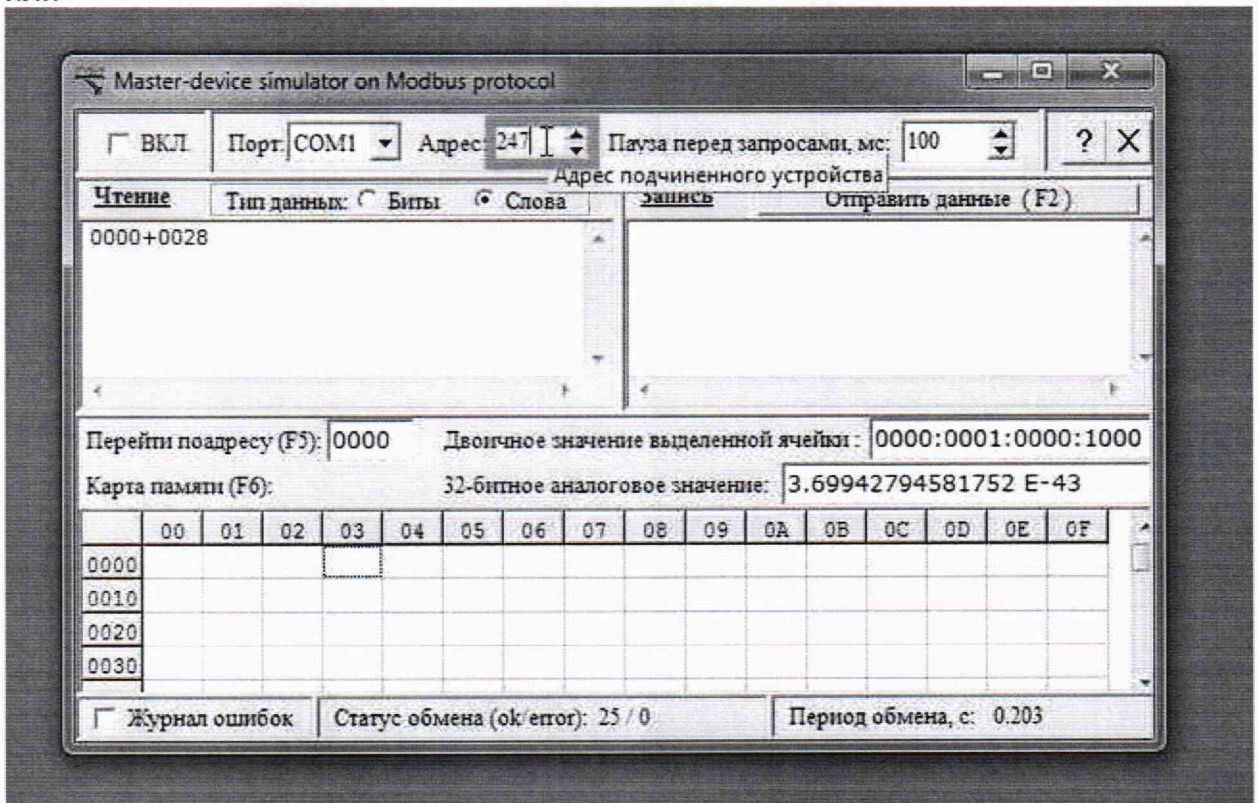 Master-device simulator on Modbus protocol
ВКЛ. Порт: COM1 Адрес: 247 Пауза перед запросами, мс: 100 ? X
Адрес подчиненного устройства
Чтение Тип данных: Биты Слова Запись Отправить данные (F2)
0000+0028
Перейти поадресу (F5): 0000 Двоичное значение выделенной ячейки : 0000:0001:0000:1000
Карта памяти (F6): 32-битное аналоговое значение: 3.69942794581752 E-43
00 01 02 03 04 05 06 07 08 09 0A 0B 0C 0D 0E 0F
0000
0010
0020
0030
Журнал ошибок Статус обмена (ok/error): 25 / 0 Период обмена, с: 0.203